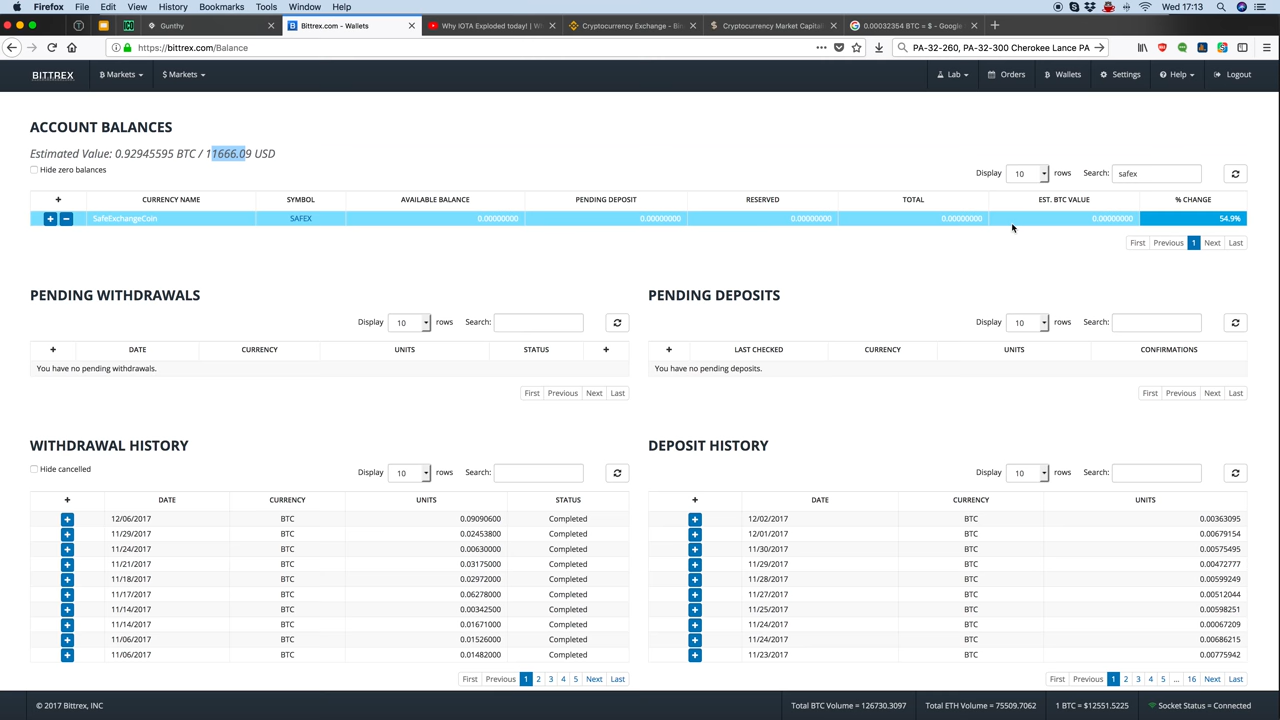 Firefox File Edit View History Bookmarks Tools Window Help Wed 17:13
Gunthy Bittrex.com - Wallets Why IOTA Exploded today! | W Cryptocurrency Exchange - Bi Cryptocurrency Market Capital 0.00032354 BTC = $ - Google
https://bittrex.com/Balance PA-32-260, PA-32-300 Cherokee Lance PA
BITTREX Ƀ Markets $ Markets Lab Orders Ƀ Wallets Settings Help Logout
ACCOUNT BALANCES
Estimated Value: 0.92945595 BTC / 11666.09 USD
Hide zero balances Display 10 rows Search: safex
+ CURRENCY NAME SYMBOL AVAILABLE BALANCE PENDING DEPOSIT RESERVED TOTAL EST. BTC VALUE % CHANGE
+ − SafeExchangeCoin SAFEX 0.00000000 0.00000000 0.00000000 0.00000000 0.00000000 54.9%
First Previous 1 Next Last
PENDING WITHDRAWALS
Display 10 rows Search:
+ DATE CURRENCY UNITS STATUS +
You have no pending withdrawals.
First Previous Next Last
PENDING DEPOSITS
Display 10 rows Search:
+ LAST CHECKED CURRENCY UNITS CONFIRMATIONS
You have no pending deposits.
First Previous Next Last
WITHDRAWAL HISTORY
Hide cancelled Display 10 rows Search:
+ DATE CURRENCY UNITS STATUS
+ 12/06/2017 BTC 0.09090600 Completed
+ 11/29/2017 BTC 0.02453800 Completed
+ 11/24/2017 BTC 0.00630000 Completed
+ 11/21/2017 BTC 0.03175000 Completed
+ 11/18/2017 BTC 0.02972000 Completed
+ 11/17/2017 BTC 0.06278000 Completed
+ 11/14/2017 BTC 0.00342500 Completed
+ 11/14/2017 BTC 0.01671000 Completed
+ 11/06/2017 BTC 0.01526000 Completed
+ 11/06/2017 BTC 0.01482000 Completed
First Previous 1 2 3 4 5 Next Last
DEPOSIT HISTORY
Display 10 rows Search:
+ DATE CURRENCY UNITS
+ 12/02/2017 BTC 0.00363095
+ 12/01/2017 BTC 0.00679154
+ 11/30/2017 BTC 0.00575495
+ 11/29/2017 BTC 0.00472777
+ 11/28/2017 BTC 0.00599249
+ 11/27/2017 BTC 0.00512044
+ 11/25/2017 BTC 0.00598251
+ 11/24/2017 BTC 0.00067209
+ 11/24/2017 BTC 0.00686215
+ 11/23/2017 BTC 0.00775942
First Previous 1 2 3 4 5 ... 16 Next Last
© 2017 Bittrex, INC Total BTC Volume = 126730.3097 Total ETH Volume = 75509.7062 1 BTC = $12551.5225 Socket Status = Connected